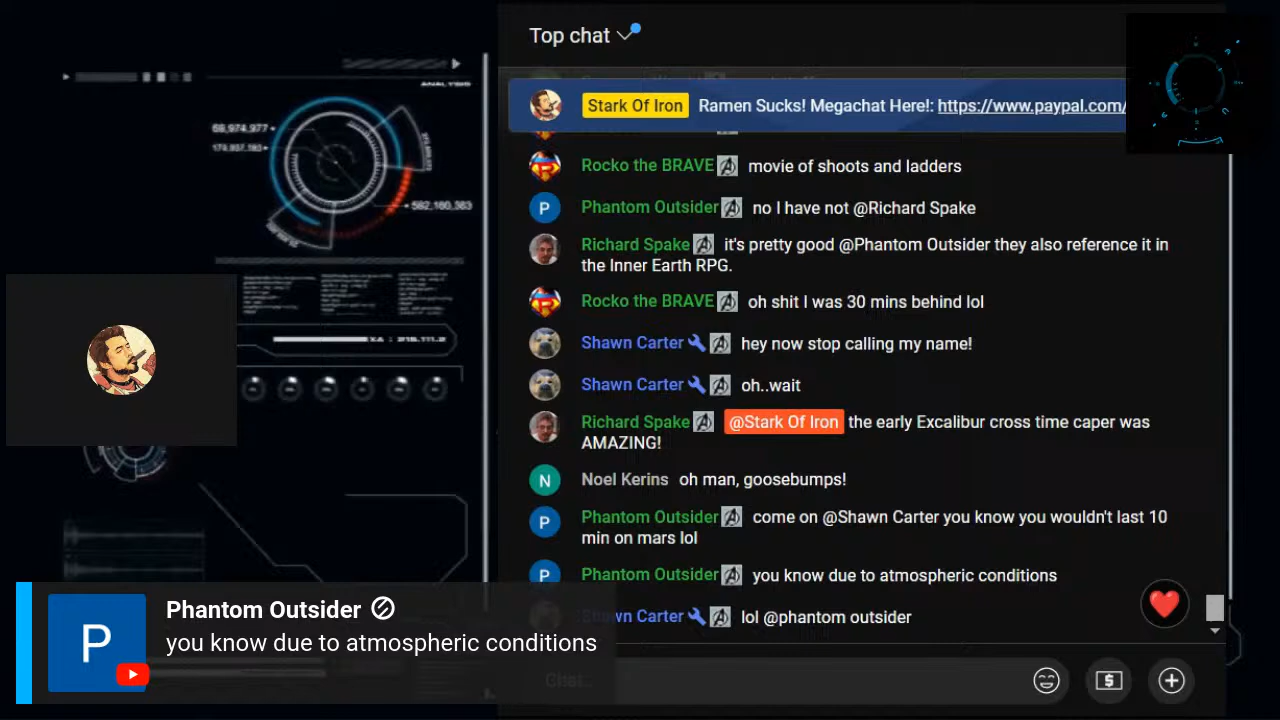 Top chat
Stark Of Iron Ramen Sucks! Megachat Here!: https://www.paypal.com/
ANALYSIS
Rocko the BRAVE movie of shoots and ladders
Phantom Outsider no I have not @Richard Spake
Richard Spake it's pretty good @Phantom Outsider they also reference it in
the Inner Earth RPG.
Rocko the BRAVE oh shit I was 30 mins behind lol
Shawn Carter hey now stop calling my name!
Shawn Carter oh..wait
Richard Spake @Stark Of Iron the early Excalibur cross time caper was
AMAZING!
Noel Kerins oh man, goosebumps!
Phantom Outsider come on @Shawn Carter you know you wouldn't last 10
min on mars lol
Phantom Outsider you know due to atmospheric conditions
Shawn Carter lol @phantom outsider
Chat...
P
Phantom Outsider
you know due to atmospheric conditions